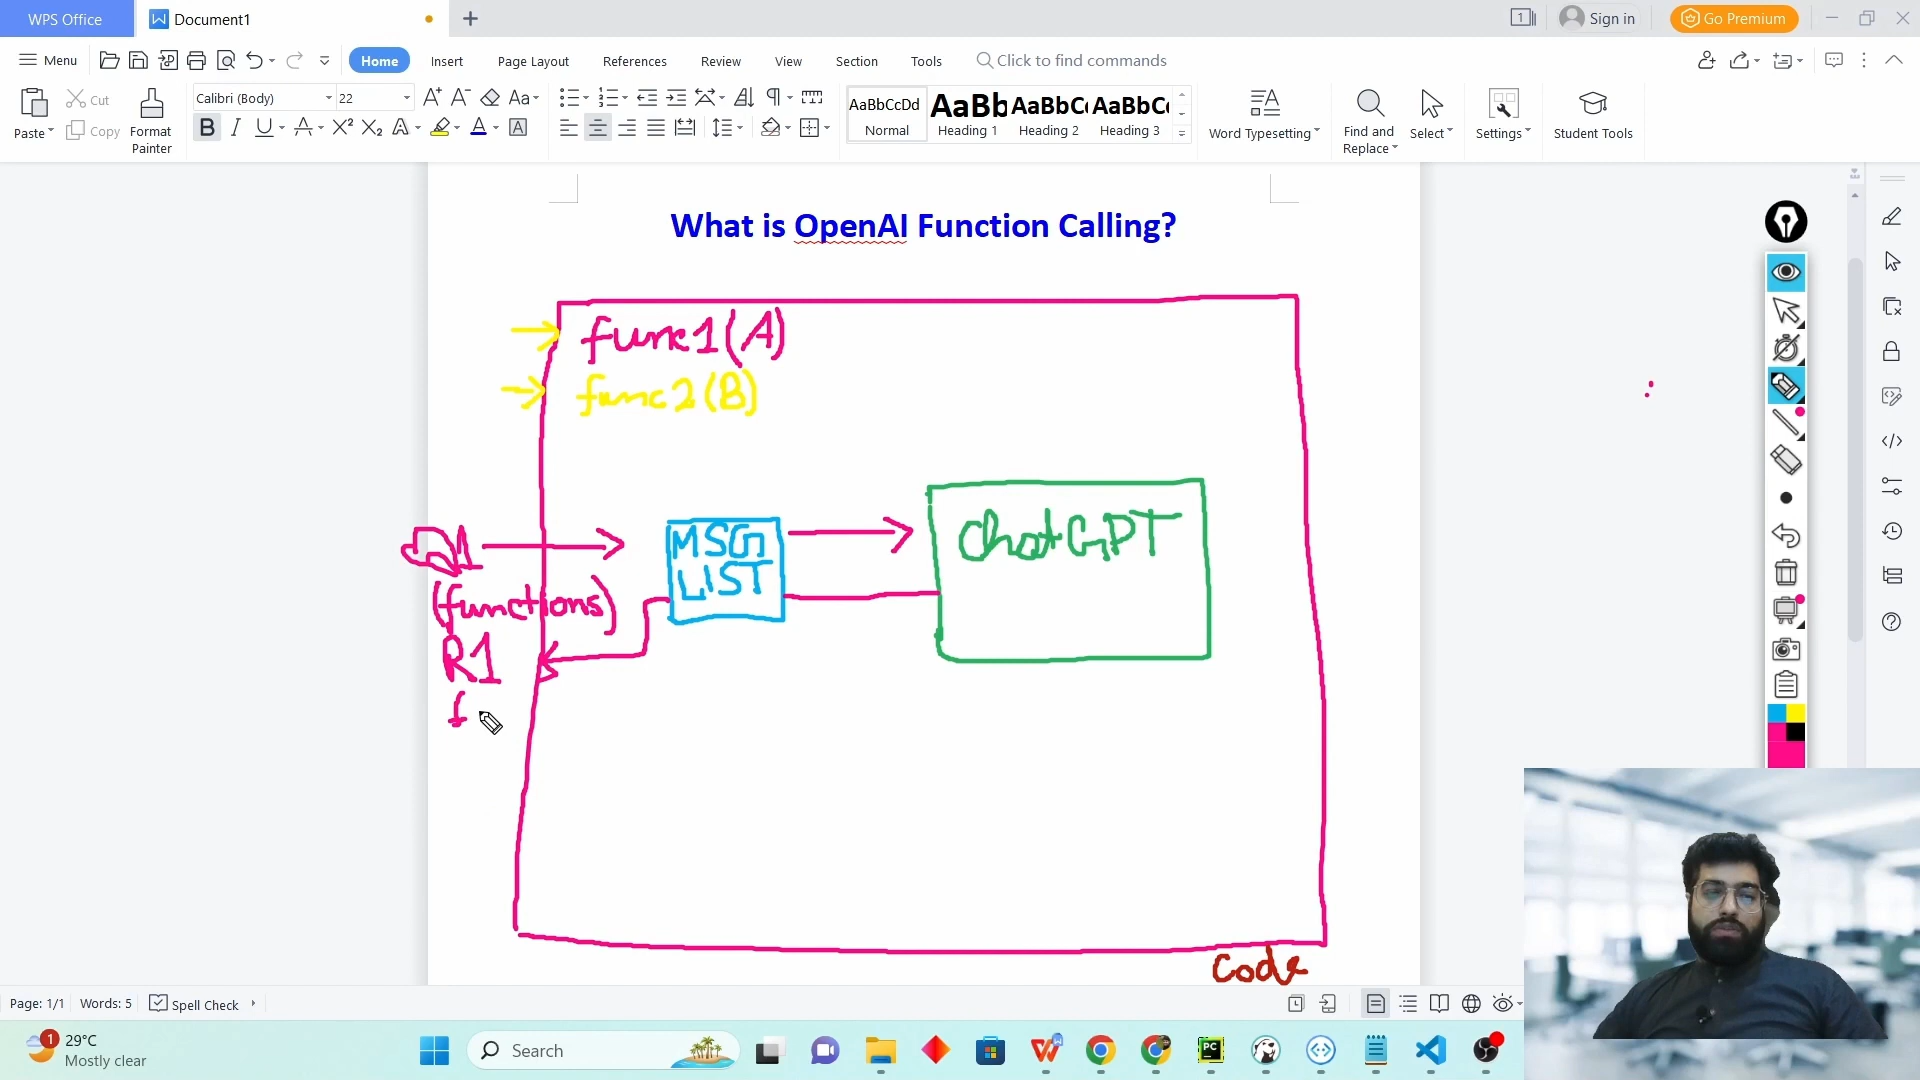 WPS Office
Document1
1
Sign in
Go Premium
Menu
Home
Insert
Page Layout
References
Review
View
Section
Tools
Click to find commands
Paste
Cut
Copy
Format
Painter
Calibri (Body)
22
AaBbCcDd
Normal
AaBb
Heading 1
AaBbC
Heading 2
AaBbC
Heading 3
Word Typesetting
Find and
Replace
Select
Settings
Student Tools
What is OpenAI Function Calling?
func1(A)
func2(B)
MSG
LIST
chatGPT
(functions)
R1
f
Code
Page: 1/1
Words: 5
Spell Check
1
29°C
Mostly clear
Search